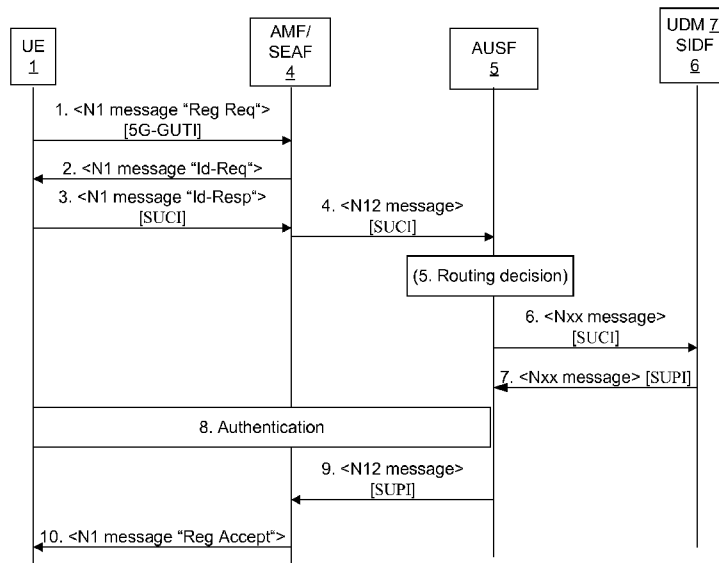 UE
1
AMF/
SEAF
4
AUSF
5
UDM 7
SIDF
6
1. <N1 message “Reg Req“>
[5G-GUTI]
2. <N1 message “Id-Req“>
3. <N1 message “Id-Resp“>
[SUCI]
4. <N12 message>
[SUCI]
(5. Routing decision)
6. <Nxx message>
[SUCI]
7. <Nxx message> [SUPI]
8. Authentication
9. <N12 message>
[SUPI]
10. <N1 message “Reg Accept“>